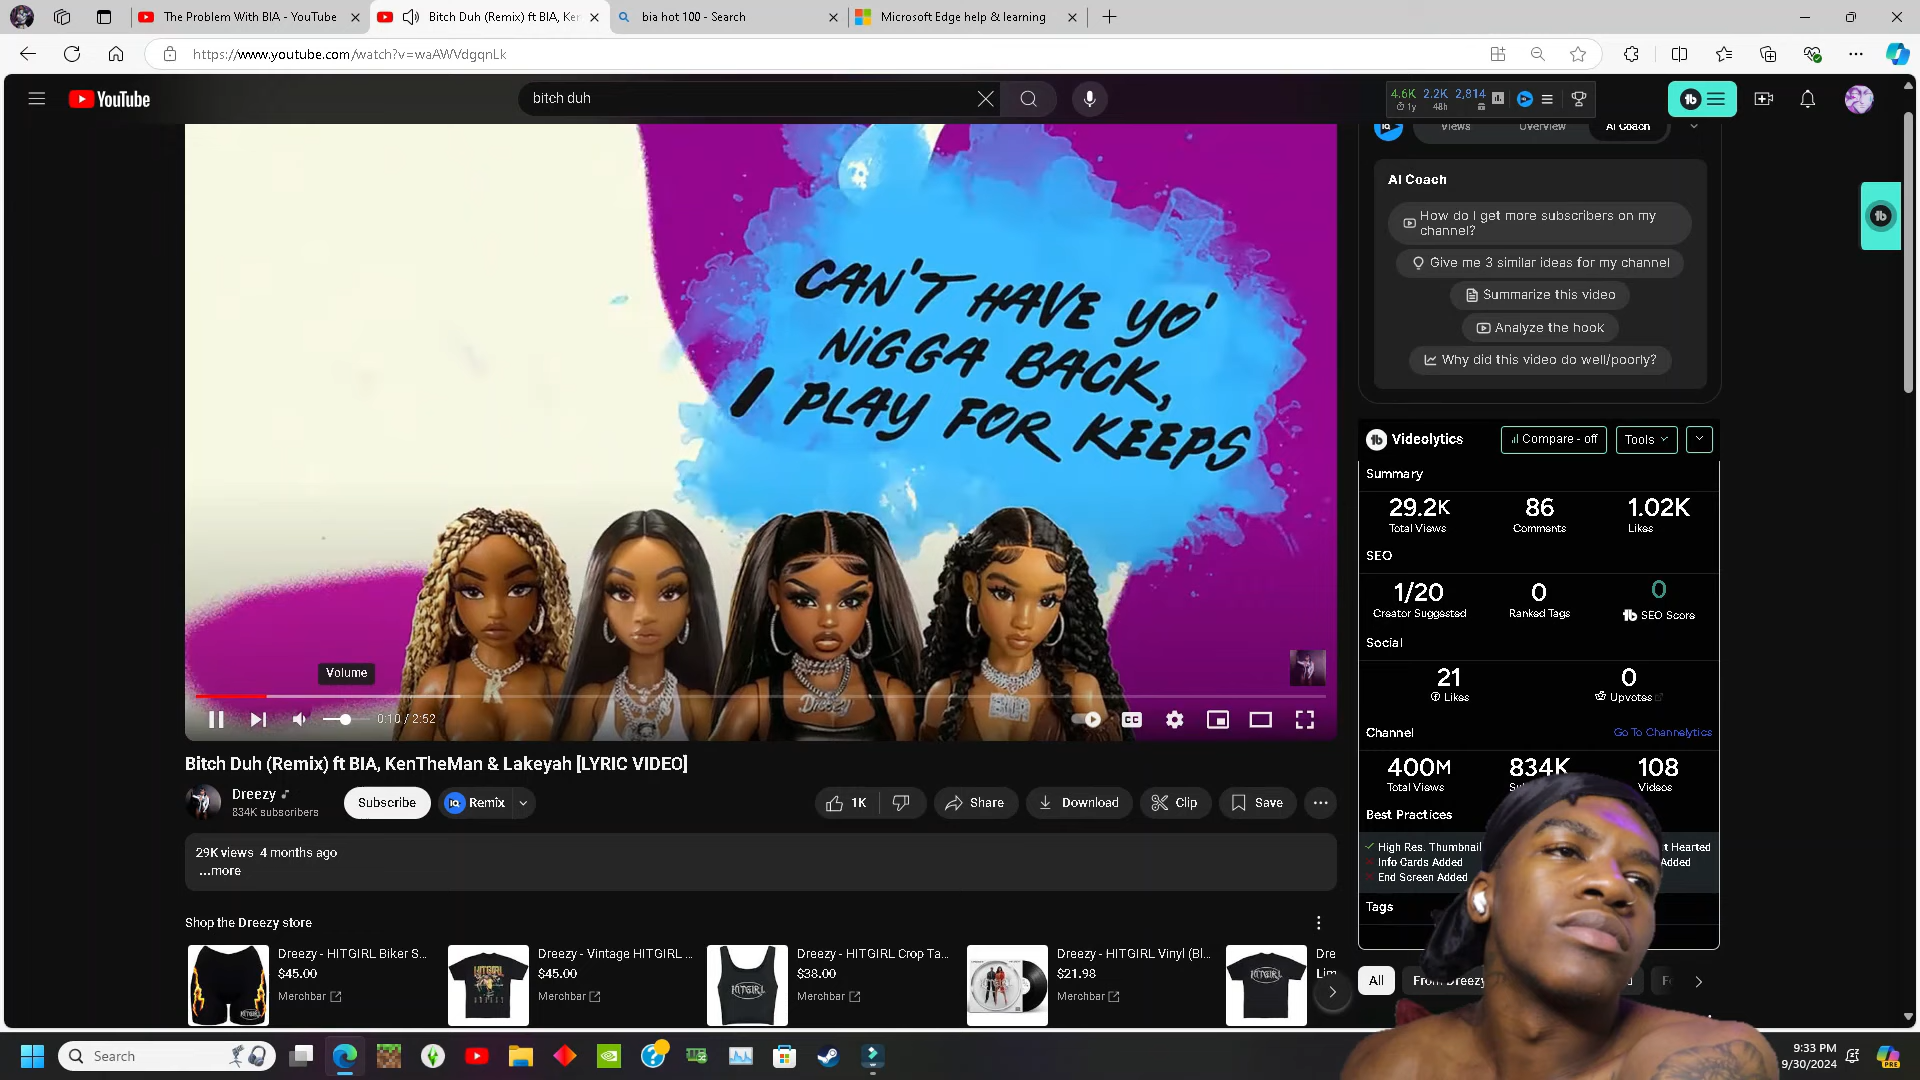 The Problem With BIA - YouTube
Bitch Duh (Remix) ft BIA, Ker
bia hot 100 - Search
Microsoft Edge help & learning
https://www.youtube.com/watch?v=waAWVdgqnLk
YouTube
bitch duh
4.6K 2.2K 2,814
1y 48h
Views Overview AI Coach
AI Coach
How do I get more subscribers on my
channel?
Give me 3 similar ideas for my channel
Summarize this video
Analyze the hook
Why did this video do well/poorly?
CAN'T HAVE YO'
NIGGA BACK,
I PLAY FOR KEEPS
Dreezy
Volume
0:10 / 2:52
CC
Videolytics Compare - off Tools
Summary
29.2K 86 1.02K
Total Views Comments Likes
SEO
1/20 0 0
Creator Suggested Ranked Tags SEO Score
Social
21 0
Likes Upvotes
Channel Go To Channelytics
400M 834K 108
Total Views Videos
Best Practices
High Res. Thumbnail t Hearted
Info Cards Added Added
End Screen Added
Tags
Bitch Duh (Remix) ft BIA, KenTheMan & Lakeyah [LYRIC VIDEO]
Dreezy
834K subscribers
Subscribe
Remix
1K Share Download Clip Save
29K views 4 months ago
...more
Shop the Dreezy store
Dreezy - HITGIRL Biker S...
$45.00
Merchbar
Dreezy - Vintage HITGIRL ...
$45.00
Merchbar
Dreezy - HITGIRL Crop Ta...
$38.00
Merchbar
Dreezy - HITGIRL Vinyl (Bl...
$21.98
Merchbar
Dre
Lim
All From Dreezy
Search
9:33 PM
9/30/2024
PRE